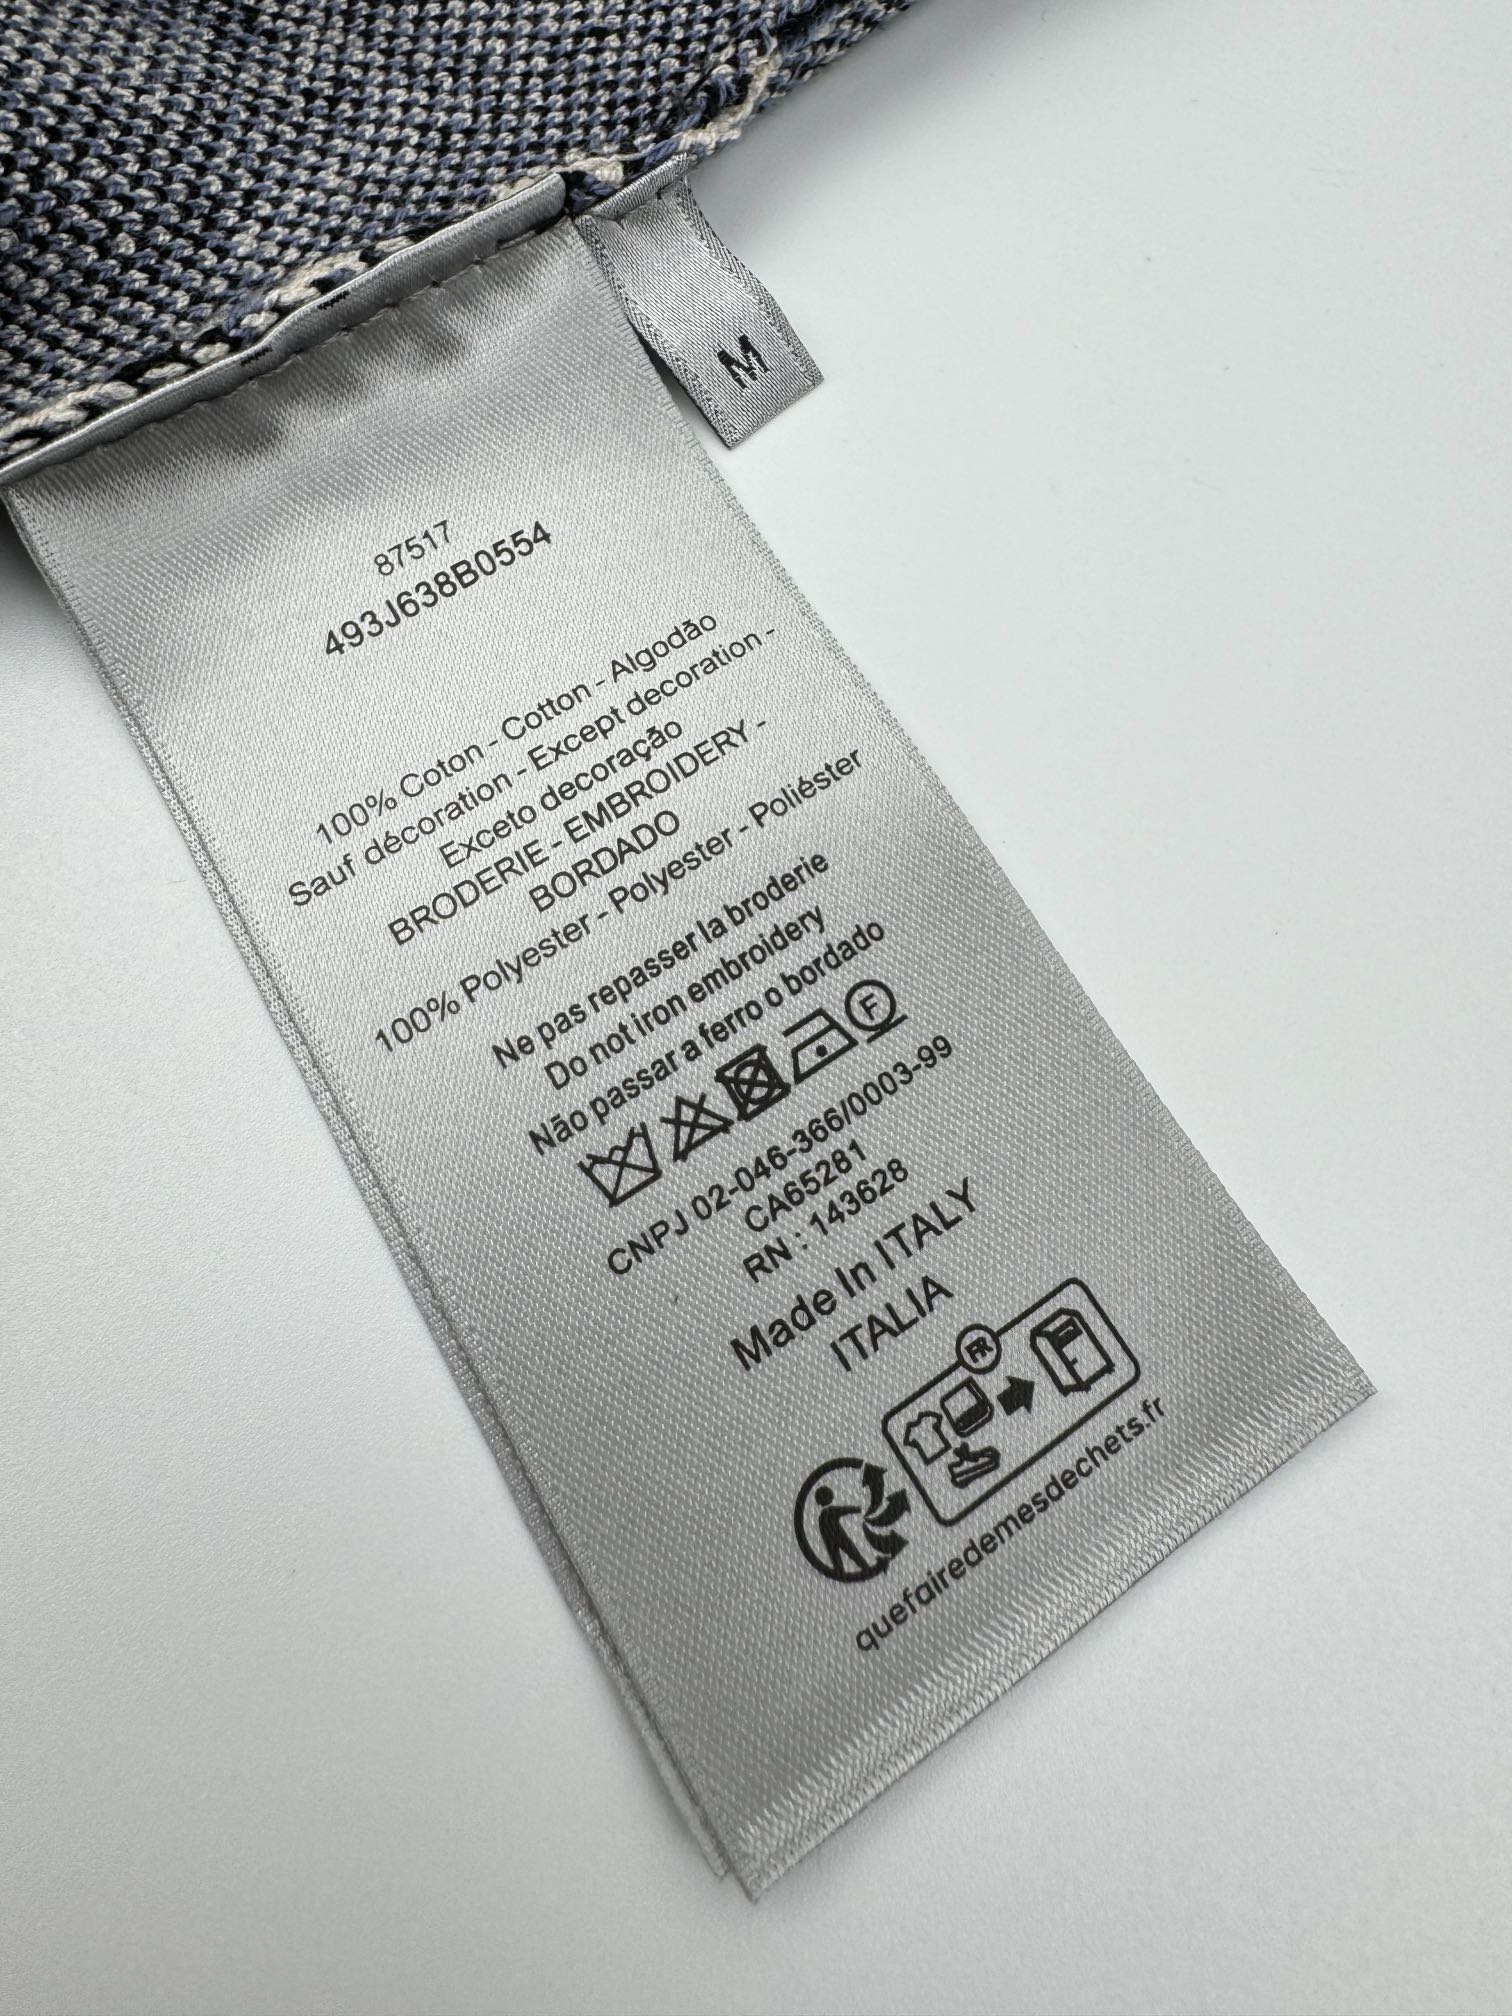 M
87517
493J638B0554
100% Coton - Cotton - Algodão
Sauf décoration - Except decoration -
Exceto decoração
BRODERIE - EMBROIDERY -
BORDADO
100% Polyester - Polyester - Poliéster
Ne pas repasser la broderie
Do not iron embroidery
Não passar a ferro o bordado
F
CNPJ 02-046-366/0003-99
CA65281
RN : 143628
Made In ITALY
ITALIA
FR
quefairedemesdechets.fr